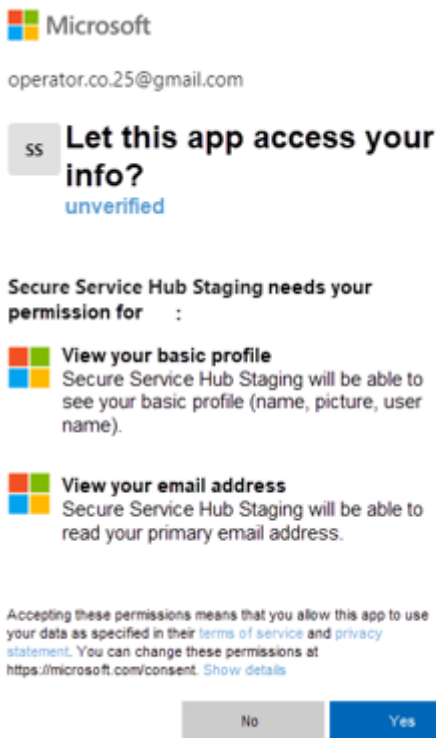 Microsoft
operator.co.25@gmail.com
ss
Let this app access your
info?
unverified
Secure Service Hub Staging needs your
permission for :
View your basic profile
Secure Service Hub Staging will be able to
see your basic profile (name, picture, user
name).
View your email address
Secure Service Hub Staging will be able to
read your primary email address.
Accepting these permissions means that you allow this app to use
your data as specified in their terms of service and privacy
statement. You can change these permissions at
https://microsoft.com/consent. Show details
No
Yes